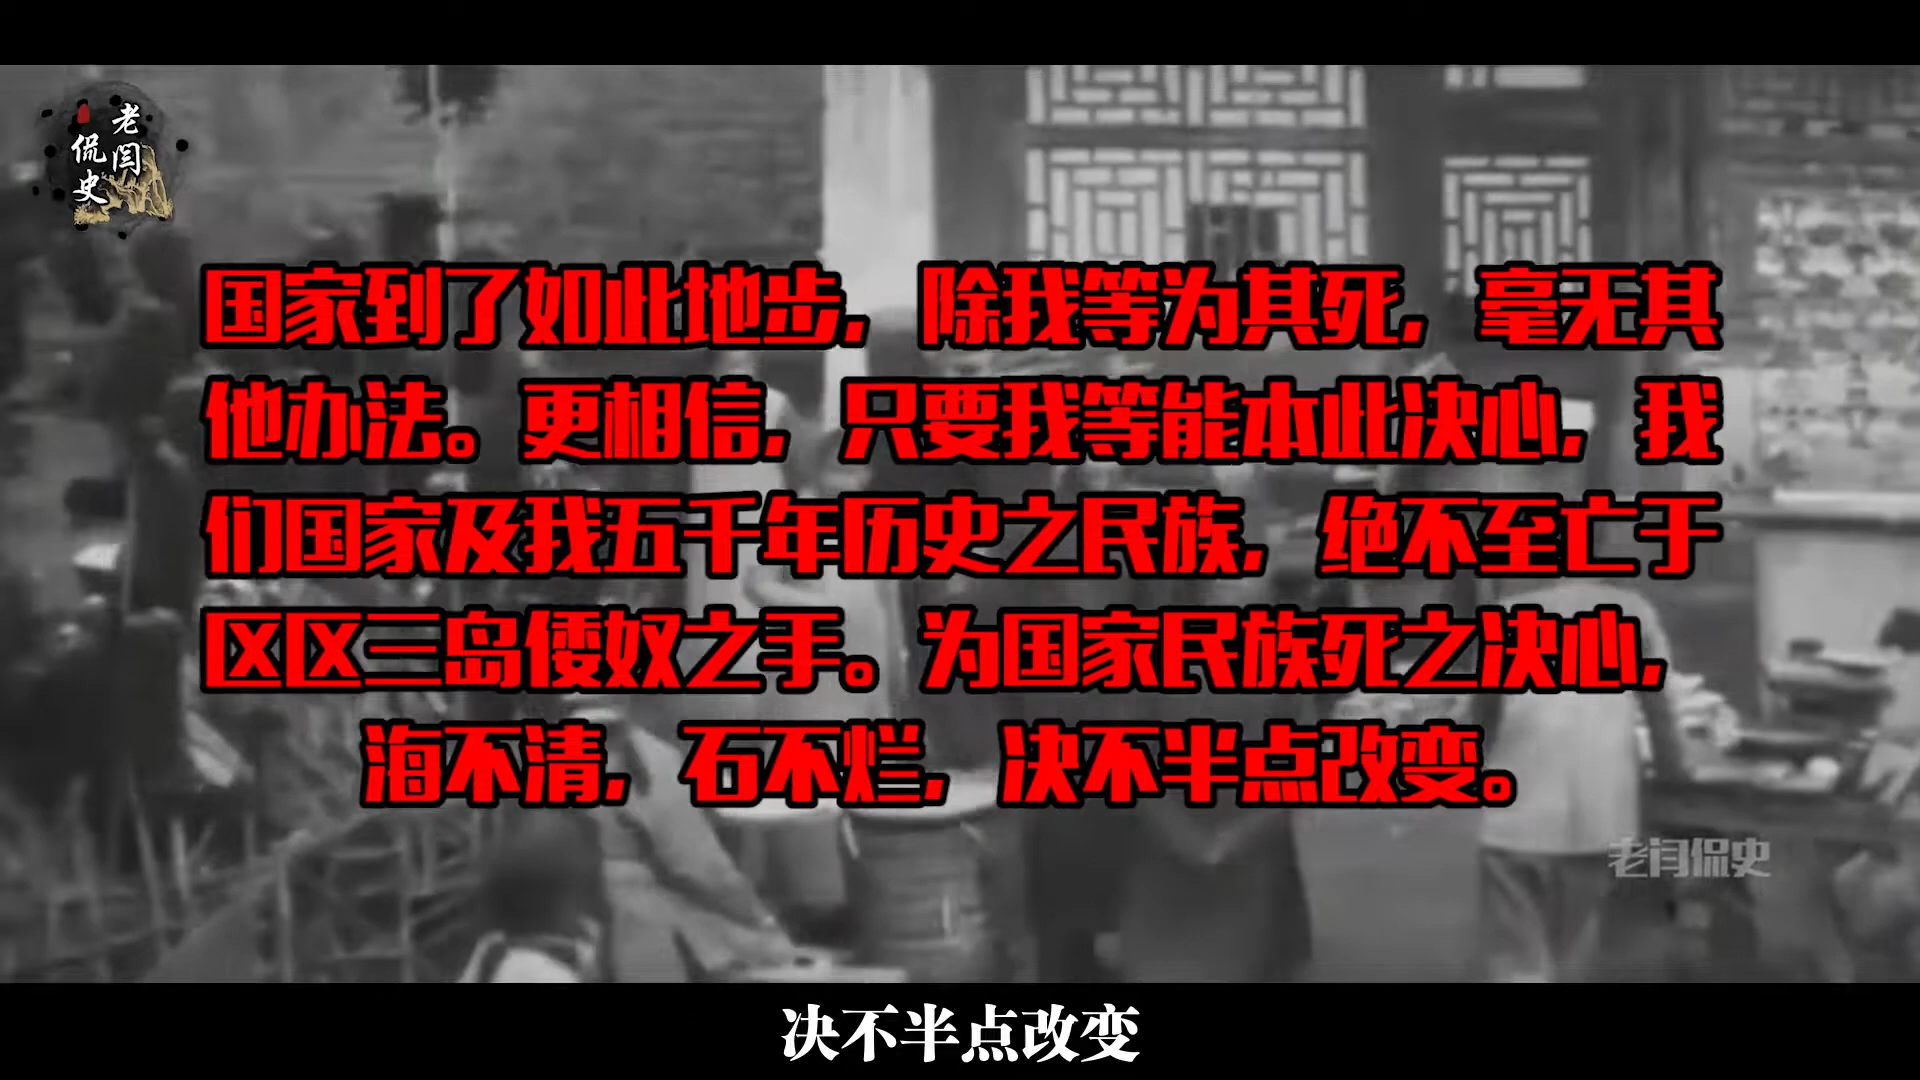 老闫
侃史
国家到了如此地步，除我等为其死，毫无其
他办法。更相信，只要我等能本此决心，我
们国家及我五千年历史之民族，绝不至亡于
区区三岛倭奴之手。为国家民族死之决心，
海不清，石不烂，决不半点改变。
老闫侃史
决不半点改变